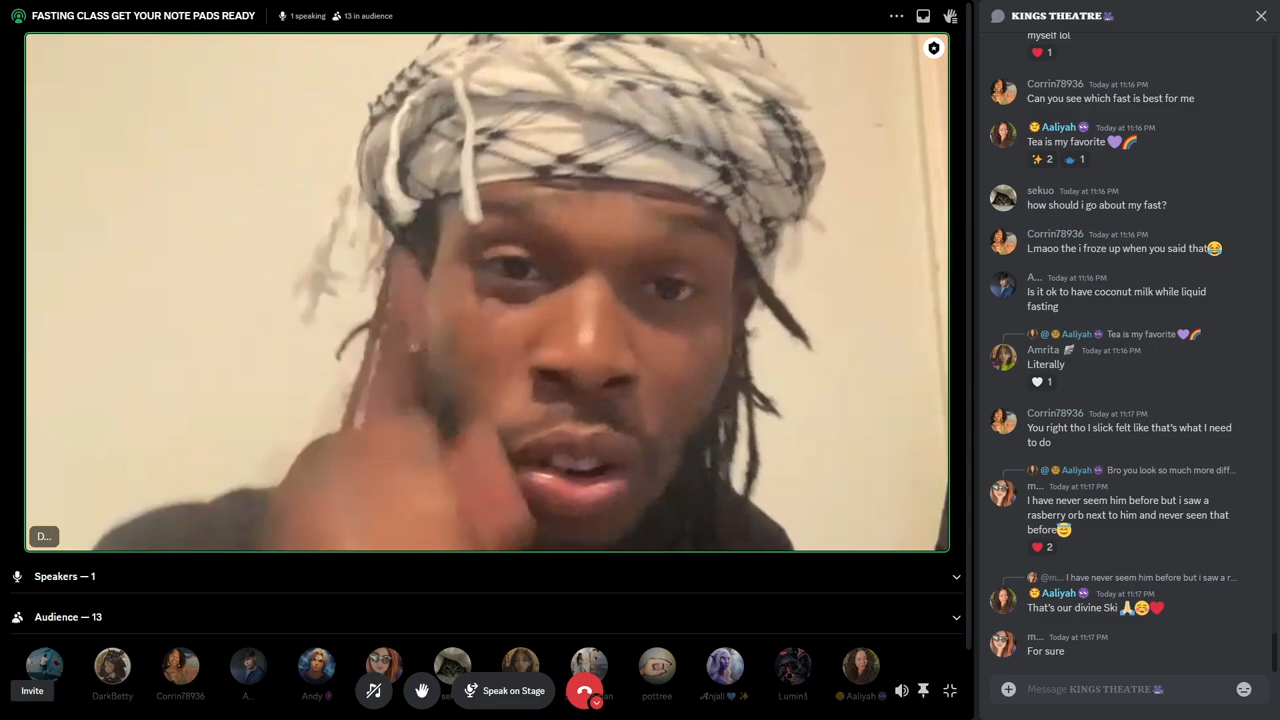 FASTING CLASS GET YOUR NOTE PADS READY
1 speaking
13 in audience
D...
Speakers — 1
Audience — 13
DarkBetty
Corrin78936
A...
Andy
pottree
Anjali 💙✨
Lumin
🌞Aaliyah
Invite
Speak on Stage
KINGS THEATRE
myself lol
❤️ 1
Corrin78936 Today at 11:16 PM
Can you see which fast is best for me
🌞Aaliyah Today at 11:16 PM
Tea is my favorite 💜🌈
✨ 2 1
sekuo Today at 11:16 PM
how should i go about my fast?
Corrin78936 Today at 11:16 PM
Lmaoo the i froze up when you said that😂
A... Today at 11:16 PM
Is it ok to have coconut milk while liquid
fasting
@ 🌞Aaliyah Tea is my favorite 💜🌈
Amrita Today at 11:16 PM
Literally
🤍 1
Corrin78936 Today at 11:17 PM
You right tho I slick felt like that's what I need
to do
@ 🌞Aaliyah Bro you look so much more diff...
m... Today at 11:17 PM
I have never seem him before but i saw a
rasberry orb next to him and never seen that
before😇
❤️ 2
@m... I have never seem him before but i saw a r...
🌞Aaliyah Today at 11:17 PM
That's our divine Ski 🙏🏻☺️❤️
m... Today at 11:17 PM
For sure
Message KINGS THEATRE